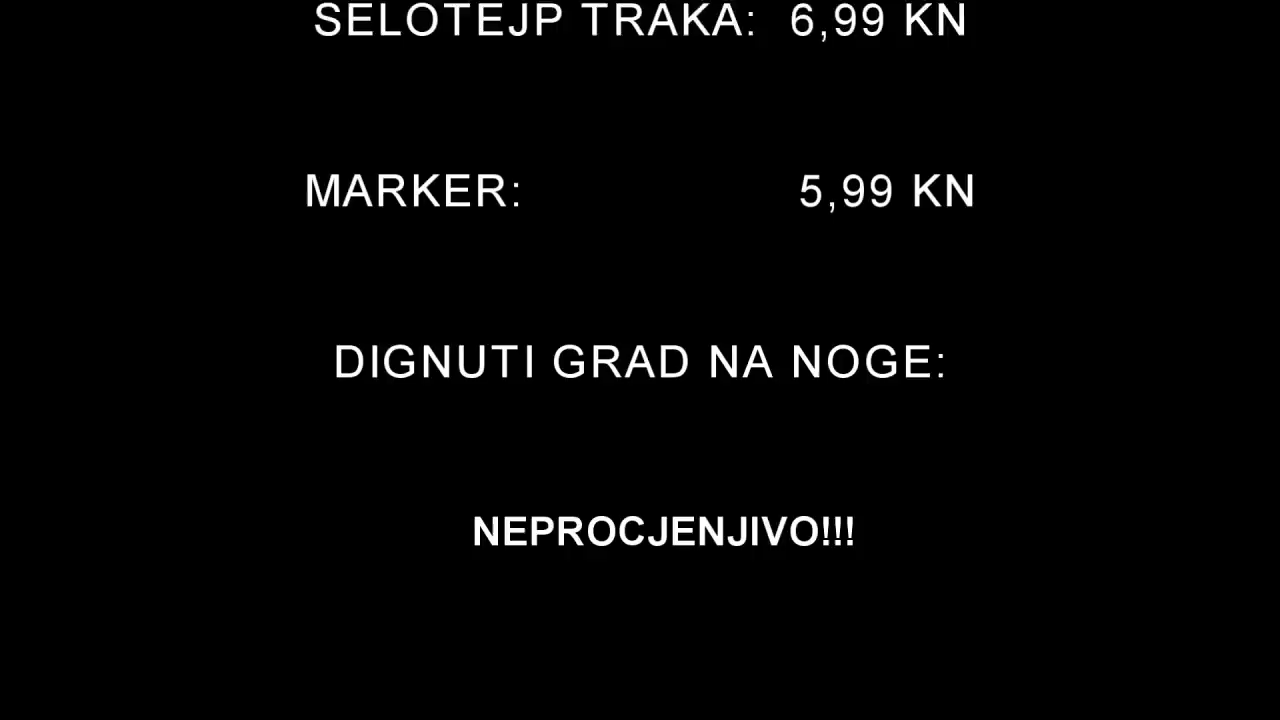 SELOTEJP TRAKA: 6,99 KN
MARKER: 5,99 KN
DIGNUTI GRAD NA NOGE:
NEPROCJENJIVO!!!